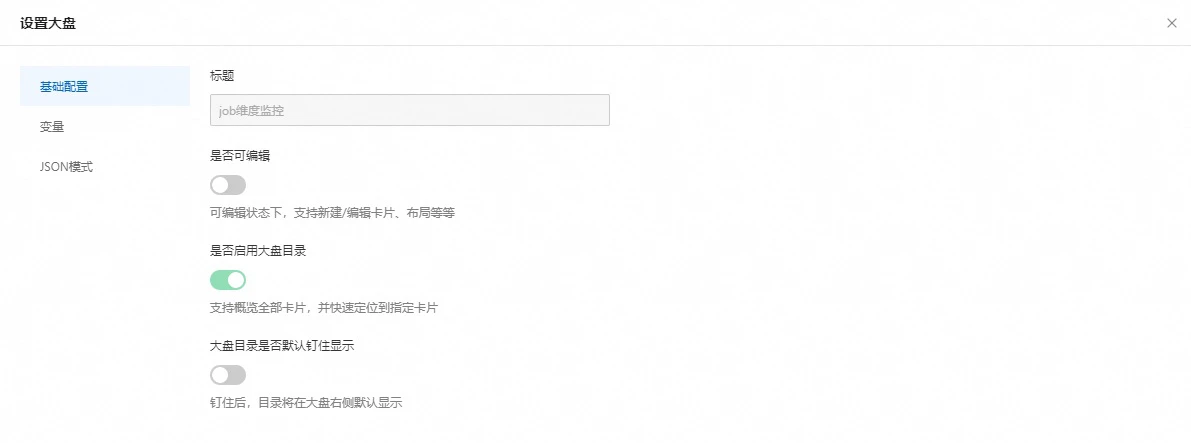 设置大盘
基础配置
变量
JSON模式
标题
job维度监控
是否可编辑
可编辑状态下，支持新建/编辑卡片、布局等等
是否启用大盘目录
支持概览全部卡片，并快速定位到指定卡片
大盘目录是否默认钉住显示
钉住后，目录将在大盘右侧默认显示